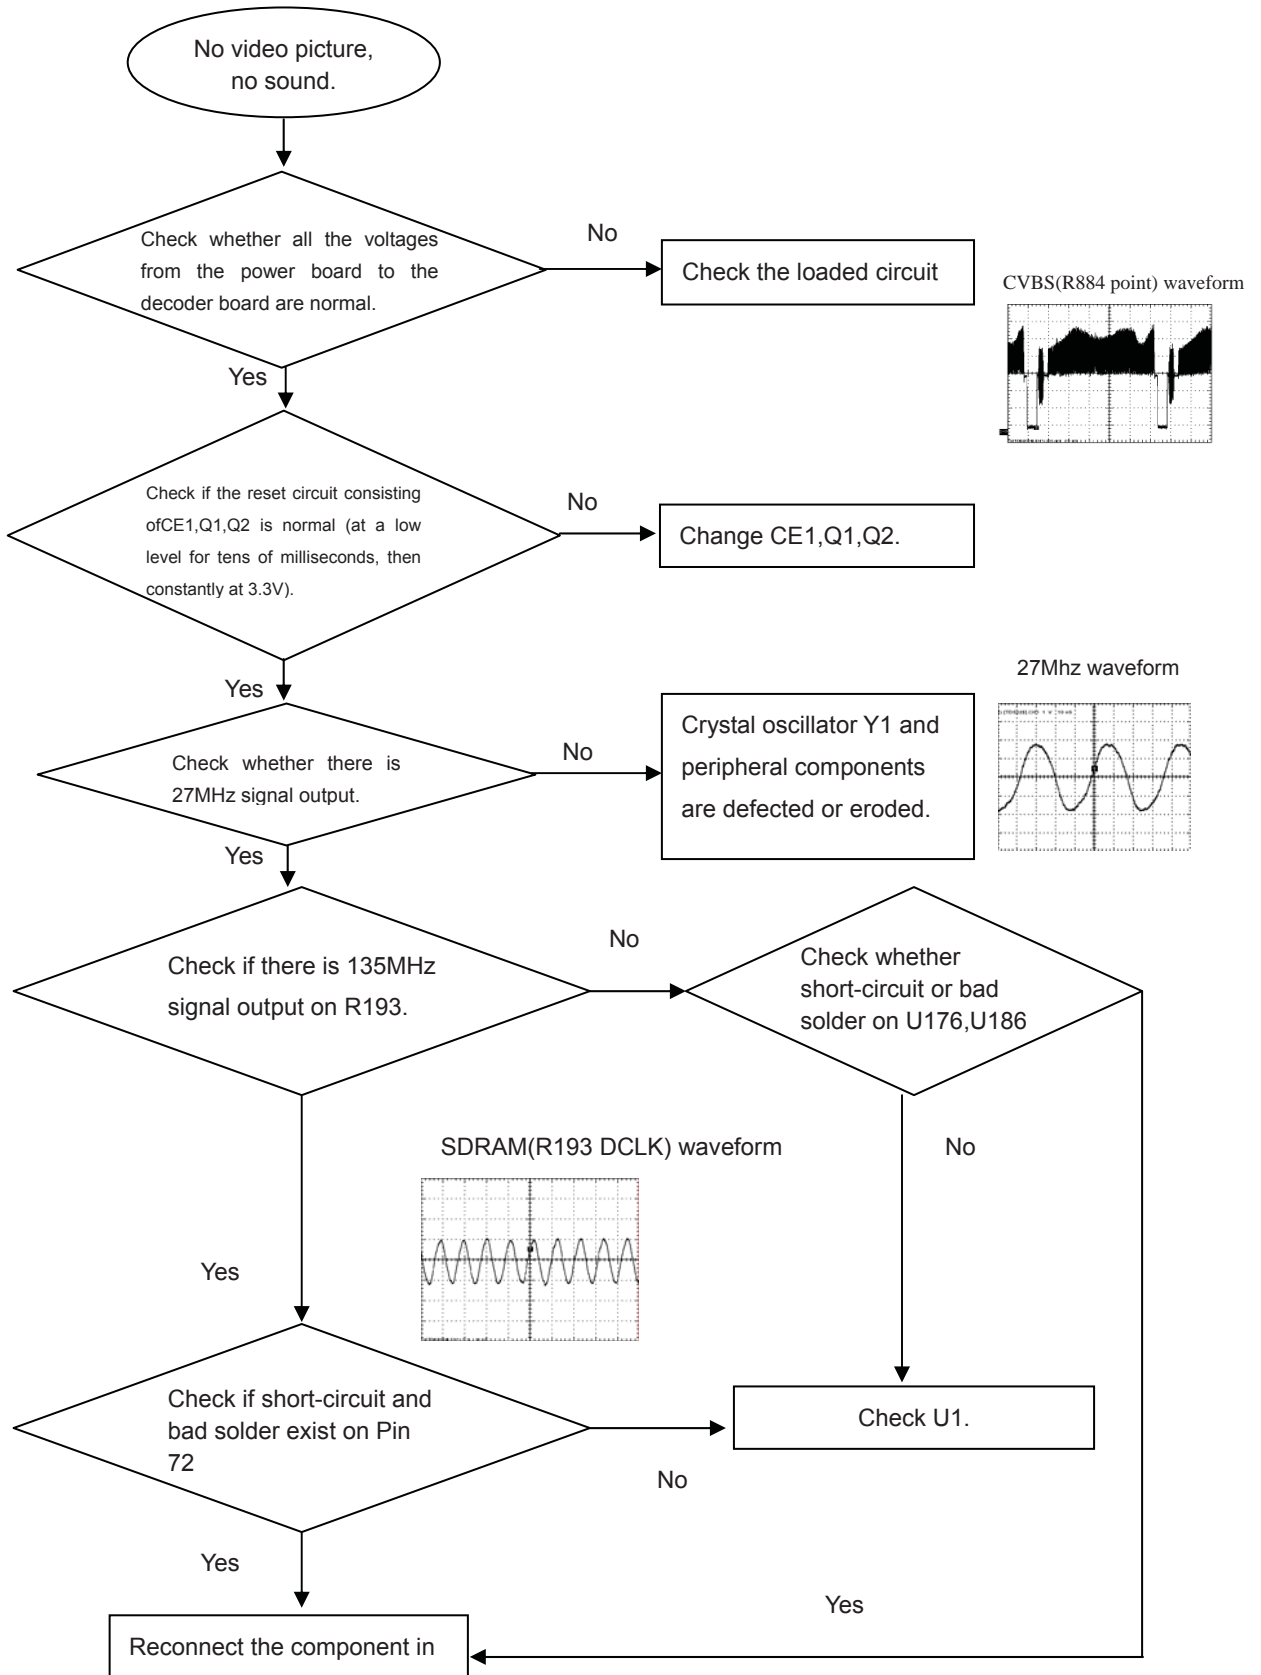 No video picture,
no sound.
Check whether all the voltages
from the power board to the
decoder board are normal.
No
Check the loaded circuit
CVBS(R884 point) waveform
Yes
Check if the reset circuit consisting
ofCE1,Q1,Q2 is normal (at a low
level for tens of milliseconds, then
constantly at 3.3V).
No
Change CE1,Q1,Q2.
Yes
27Mhz waveform
Check whether there is
27MHz signal output.
No
Crystal oscillator Y1 and
peripheral components
are defected or eroded.
Yes
Check if there is 135MHz
signal output on R193.
No
Check whether
short-circuit or bad
solder on U176,U186
SDRAM(R193 DCLK) waveform
No
Yes
Check if short-circuit and
bad solder exist on Pin
72
No
Check U1.
Yes
Yes
Reconnect the component in